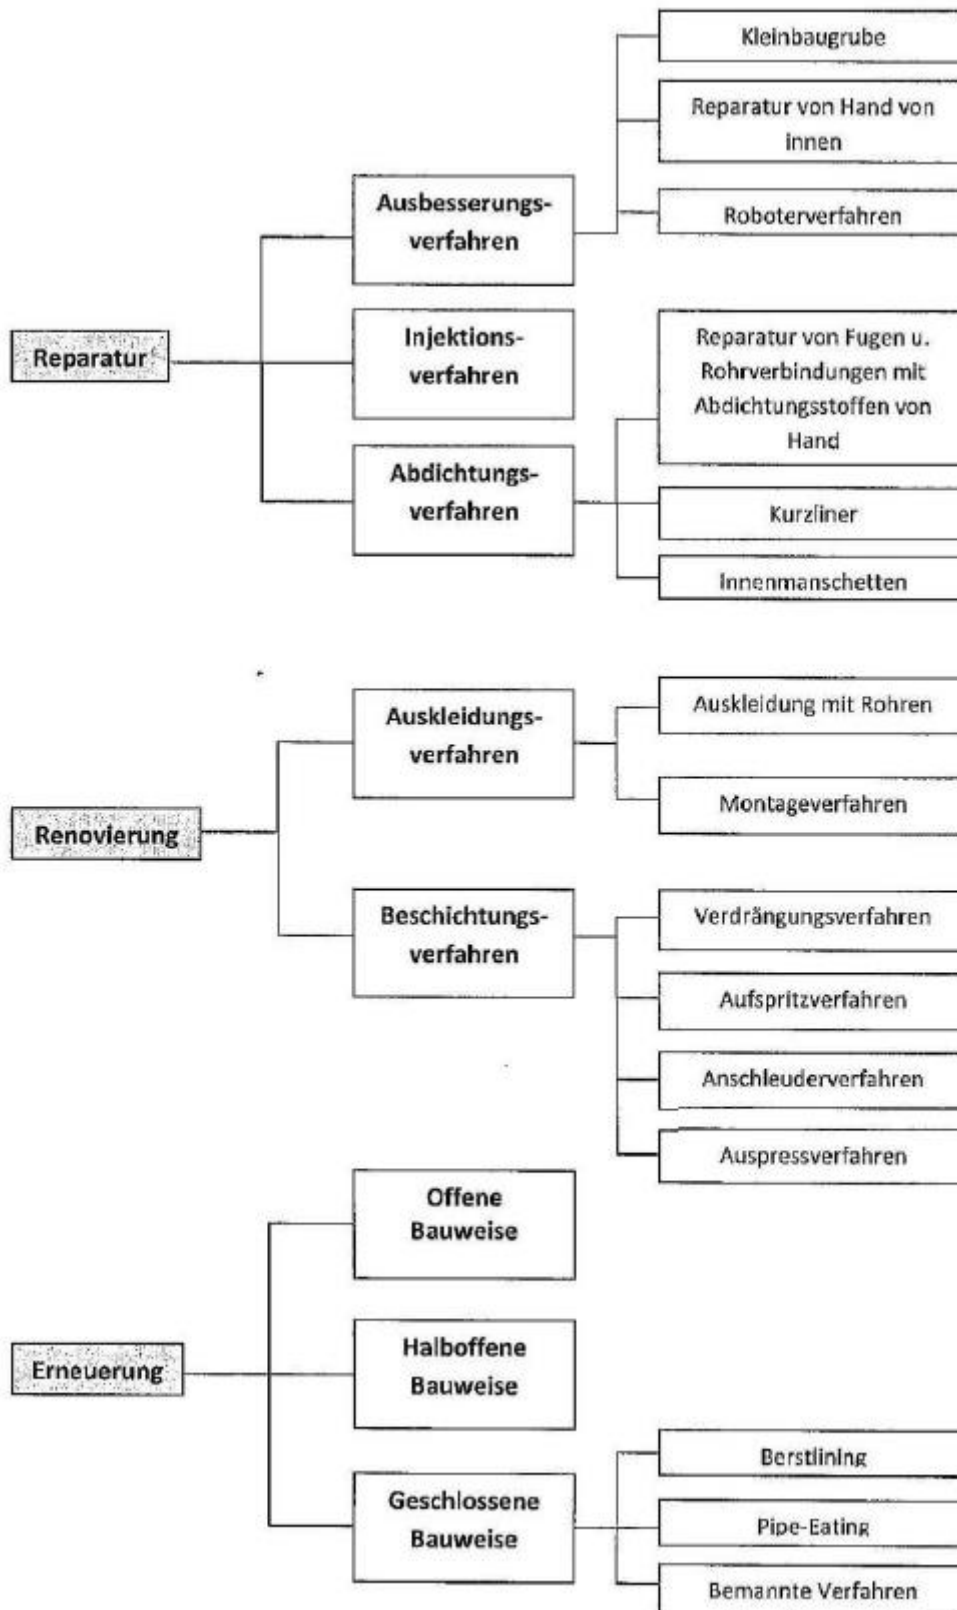 Kleinbaugrube
Reparatur von Hand von
innen
Ausbesserungs-
verfahren
Roboterverfahren
Reparatur
Injektions-
verfahren
Reparatur von Fugen u.
Rohrverbindungen mit
Abdichtungsstoffen von
Hand
Abdichtungs-
verfahren
Kurzliner
Innenmanschetten
Auskleidungs-
verfahren
Auskleidung mit Rohren
Montageverfahren
Renovierung
Beschichtungs-
verfahren
Verdrängungsverfahren
Aufspritzverfahren
Anschleuderverfahren
Auspressverfahren
Offene
Bauweise
Erneuerung
Halboffene
Bauweise
Geschlossene
Bauweise
Berstlining
Pipe-Eating
Bemannte Verfahren